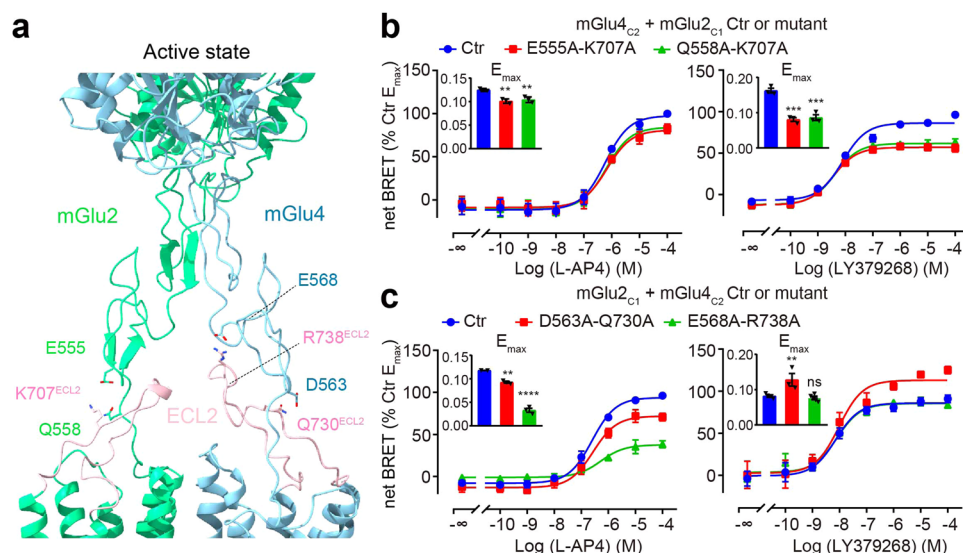 a
Active state
mGlu2
mGlu4
E568
E555
R738ECL2
K707ECL2
D563
ECL2
Q558
Q730ECL2
b
mGlu4C2 + mGlu2C1 Ctr or mutant
Ctr E555A-K707A Q558A-K707A
net BRET (% Ctr Emax)
150
100
50
0
Emax
0.15
0.10
0.05
0.00
** **
-∞ -10 -9 -8 -7 -6 -5 -4
Log (L-AP4) (M)
150
100
50
0
Emax
0.20
0.10
0.00
*** ***
-∞ -10 -9 -8 -7 -6 -5 -4
Log (LY379268) (M)
c
mGlu2C1 + mGlu4C2 Ctr or mutant
Ctr D563A-Q730A E568A-R738A
net BRET (% Ctr Emax)
150
100
50
0
Emax
0.15
0.10
0.05
0.00
** ****
-∞ -10 -9 -8 -7 -6 -5 -4
Log (L-AP4) (M)
150
100
50
0
Emax
0.20
0.10
0.00
** ns
-∞ -10 -9 -8 -7 -6 -5 -4
Log (LY379268) (M)